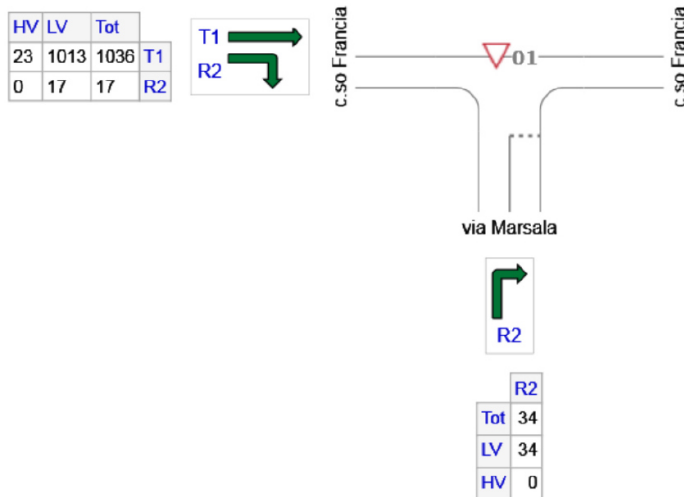 HV LV Tot
23 1013 1036 T1
0 17 17 R2
T1
R2
c.so Francia
01
c.so Francia
via Marsala
R2
R2
Tot 34
LV 34
HV 0